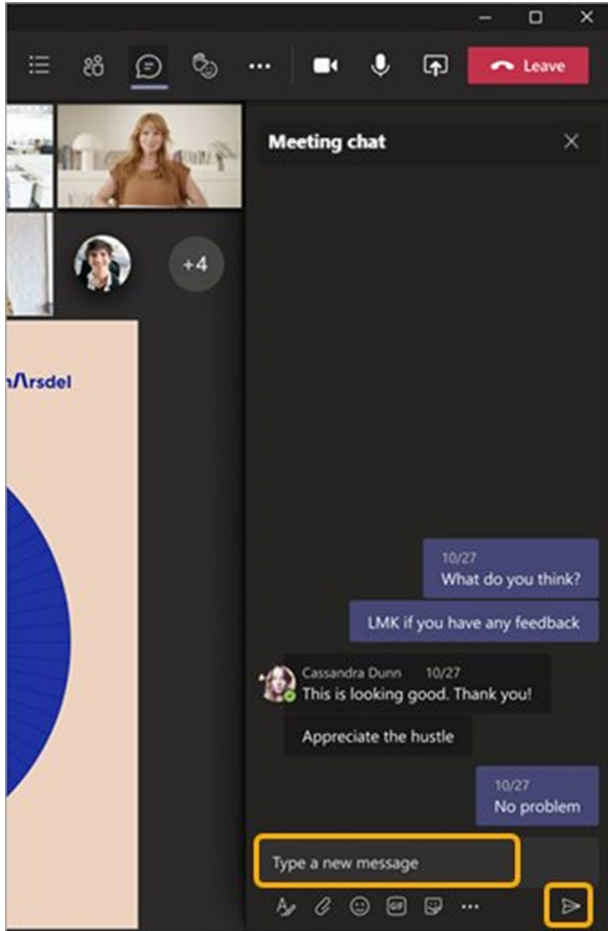 Leave
Meeting chat
+4
10/27
What do you think?
LMK if you have any feedback
Cassandra Dunn 10/27
This is looking good. Thank you!
Appreciate the hustle
10/27
No problem
Type a new message
GIF